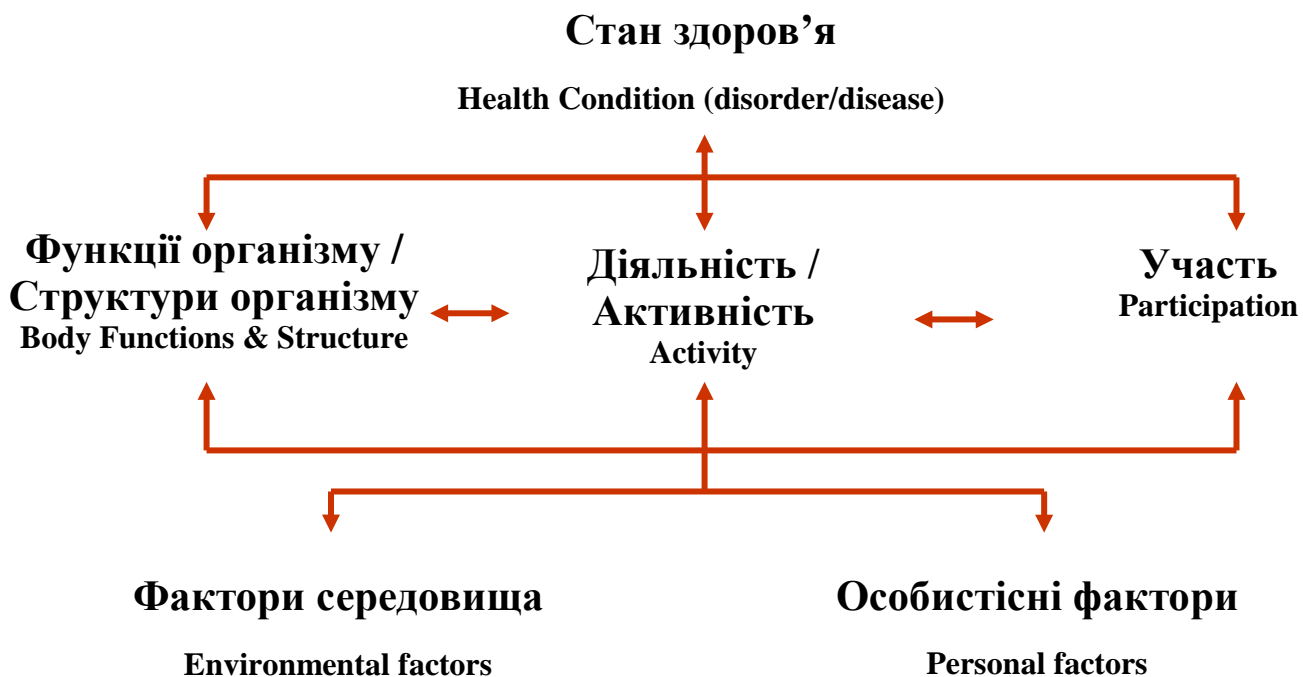 Стан здоров’я
Health Condition (disorder/disease)
Функції організму /
Структури організму
Body Functions & Structure
Діяльність /
Активність
Activity
Участь
Participation
Фактори середовища
Environmental factors
Особистісні фактори
Personal factors